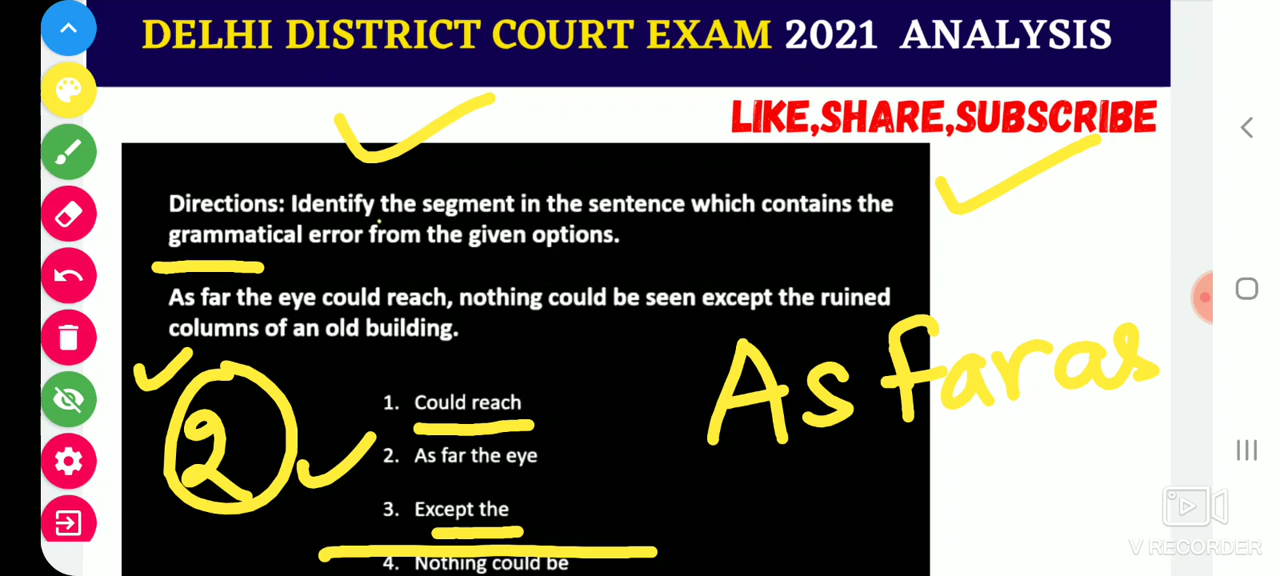 DELHI DISTRICT COURT EXAM 2021 ANALYSIS
LIKE,SHARE,SUBSCRIBE
Directions: Identify the segment in the sentence which contains the
grammatical error from the given options.
As far the eye could reach, nothing could be seen except the ruined
columns of an old building.
As far as
2
1. Could reach
2. As far the eye
3. Except the
4. Nothing could be
V RECORDER